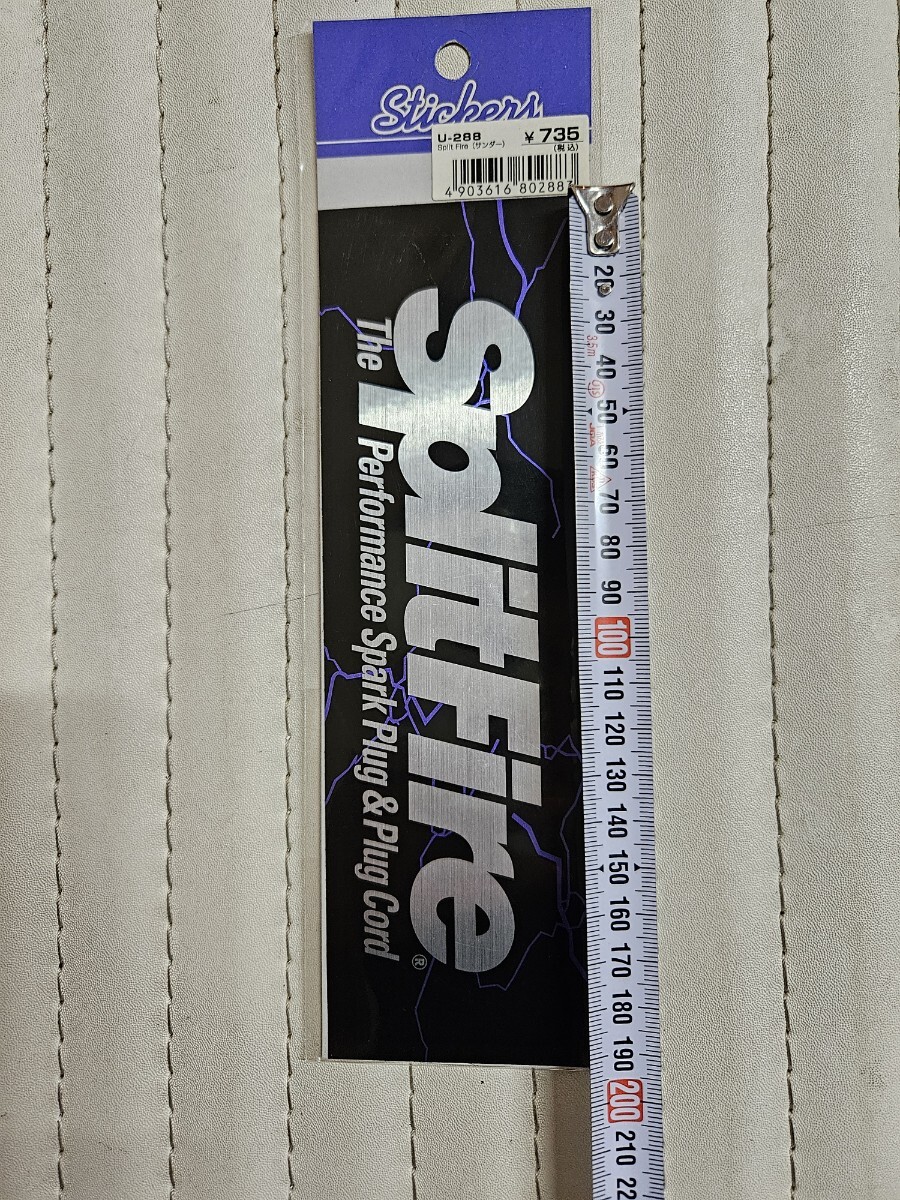 Stickers
U-288
¥735
Split Fire (サンダー)
(税込)
4 903616 802887
SplitFire
The Performance Spark Plug & Plug Cord
®
20
30
3.5m
40
50
60
70
80
90
100
110
120
130
140
150
160
170
180
190
200
210
22